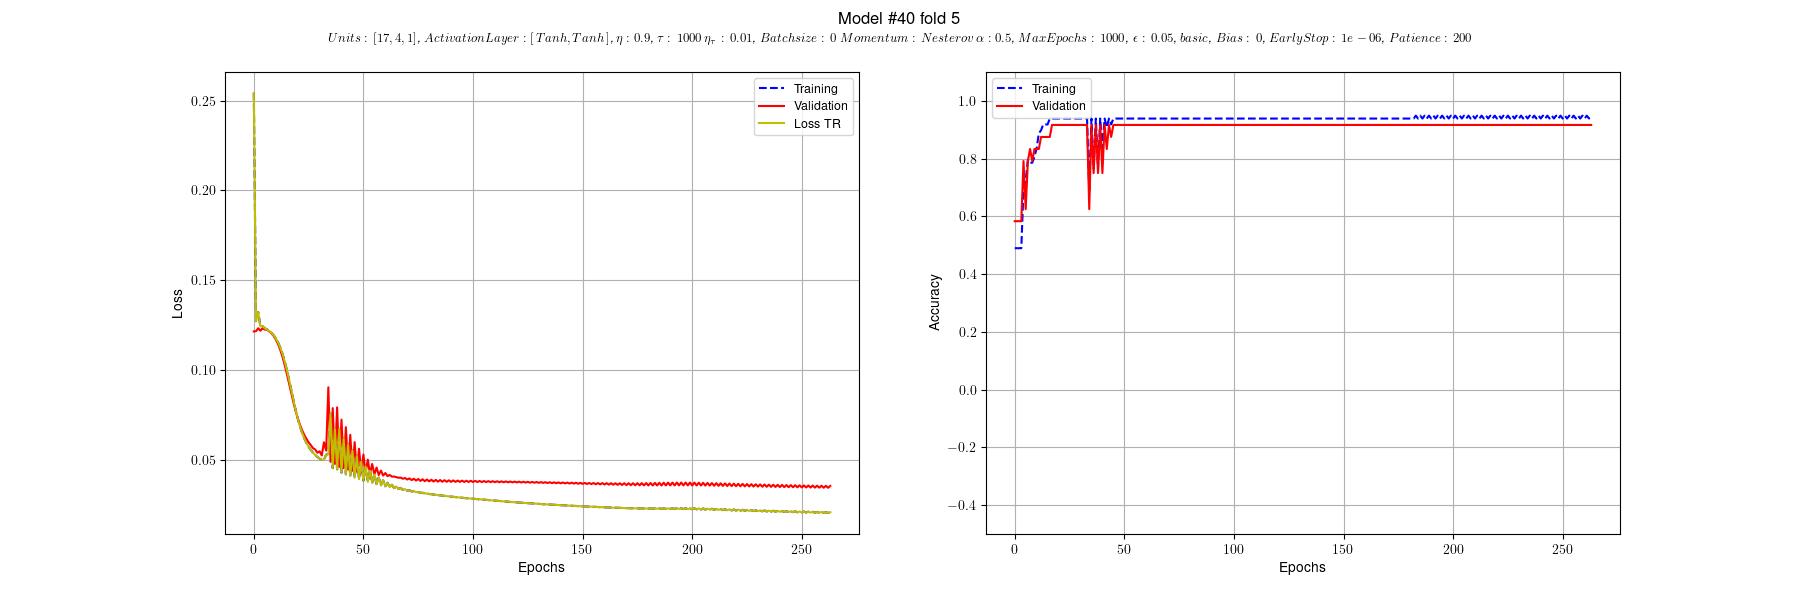 Model #40 fold 5
Units : [17, 4, 1], ActivationLayer : [Tanh, Tanh], η : 0.9, τ : 1000 η_τ : 0.01, Batchsize : 0 Momentum : Nesterov α : 0.5, MaxEpochs : 1000, ϵ : 0.05, basic, Bias : 0, EarlyStop : 1e − 06, Patience : 200
Training
Validation
Loss TR
0.25
0.20
0.15
0.10
0.05
Loss
0 50 100 150 200 250
Epochs
Training
Validation
1.0
0.8
0.6
0.4
0.2
0.0
−0.2
−0.4
Accuracy
0 50 100 150 200 250
Epochs